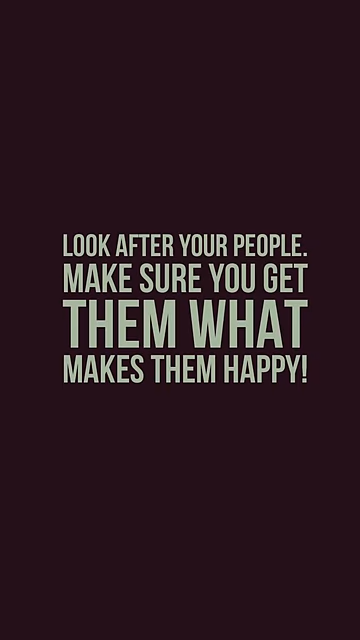 LOOK AFTER YOUR PEOPLE.
MAKE SURE YOU GET
THEM WHAT
MAKES THEM HAPPY!